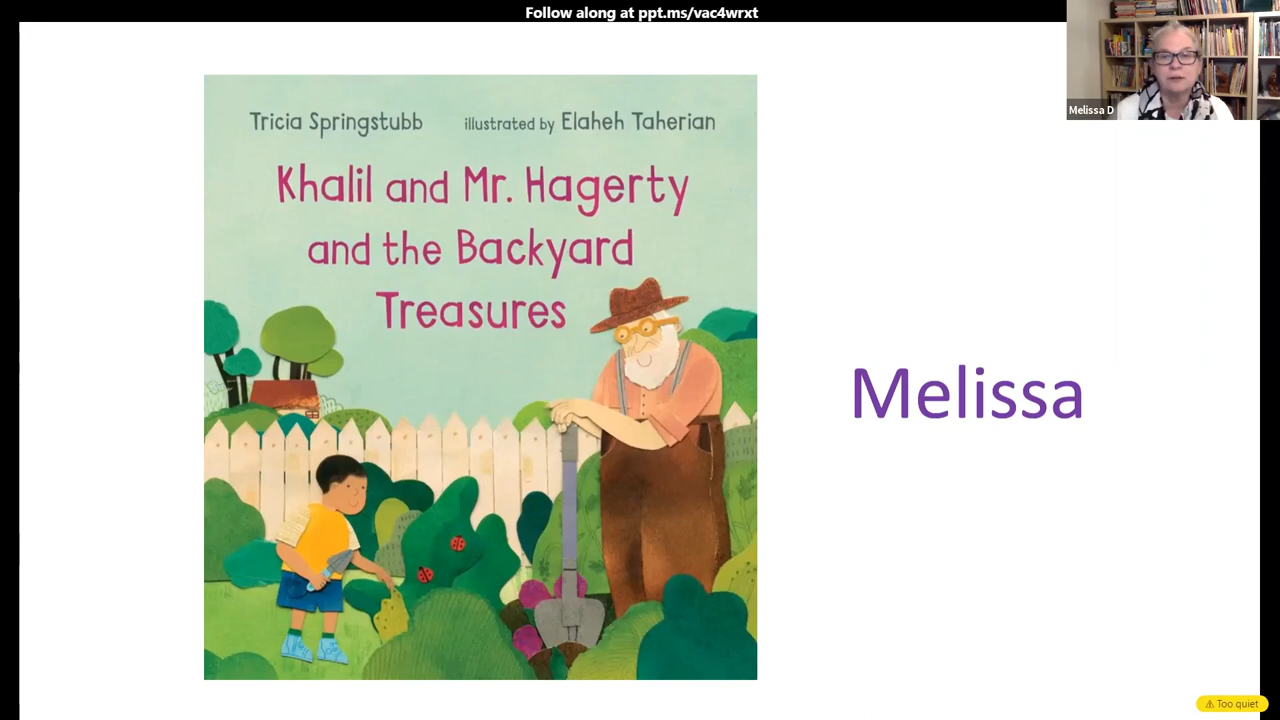 Follow along at ppt.ms/vac4wrxt
Melissa D
Tricia Springstubb illustrated by Elaheh Taherian
Khalil and Mr. Hagerty
and the Backyard
Treasures
Melissa
⚠ Too quiet